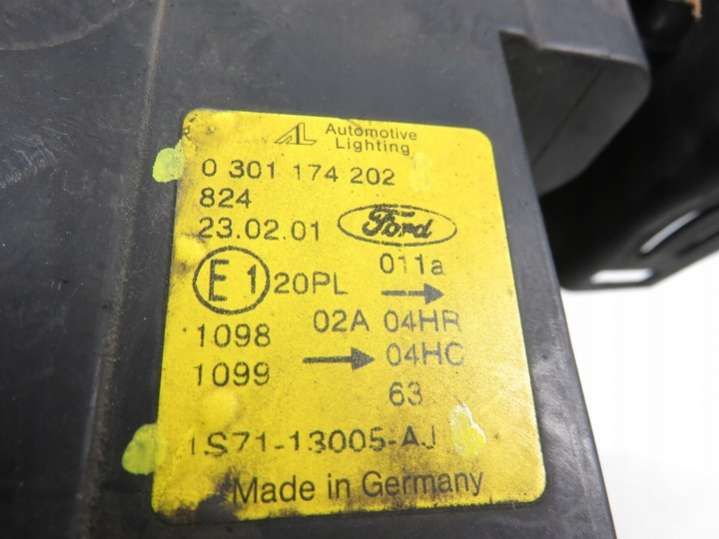 AL Automotive
Lighting
0 301 174 202
824
23.02.01 Ford
E1 20PL 011a →
1098 02A 04HR
1099 → 04HC
63
1S71-13005-AJ
Made in Germany